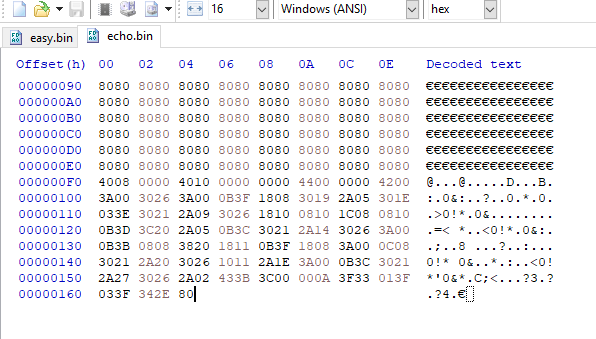 16 Windows (ANSI) hex
easy.bin echo.bin
Offset(h) 00 02 04 06 08 0A 0C 0E Decoded text
00000090 8080 8080 8080 8080 8080 8080 8080 8080 €€€€€€€€€€€€€€€€
000000A0 8080 8080 8080 8080 8080 8080 8080 8080 €€€€€€€€€€€€€€€€
000000B0 8080 8080 8080 8080 8080 8080 8080 8080 €€€€€€€€€€€€€€€€
000000C0 8080 8080 8080 8080 8080 8080 8080 8080 €€€€€€€€€€€€€€€€
000000D0 8080 8080 8080 8080 8080 8080 8080 8080 €€€€€€€€€€€€€€€€
000000E0 8080 8080 8080 8080 8080 8080 8080 8080 €€€€€€€€€€€€€€€€
000000F0 4008 0000 4010 0000 0000 4400 0000 4200 @...@.....D...B.
00000100 3A00 3026 3A00 0B3F 1808 3019 2A05 301E :.0&:..?..0.*.0.
00000110 033E 3021 2A09 3026 1810 0810 1C08 0810 .>0!*.0&........
00000120 0B3D 3C20 2A05 0B3C 3021 2A14 3026 3A00 .=< *..<0!*.0&:.
00000130 0B3B 0808 3820 1811 0B3F 1808 3A00 0C08 .;..8 ...?..:...
00000140 3021 2A20 3026 1011 2A1E 3A00 0B3C 3021 0!* 0&..*.:..<0!
00000150 2A27 3026 2A02 433B 3C00 000A 3F33 013F *'0&*.C;<...?3.?
00000160 033F 342E 80 .?4.€